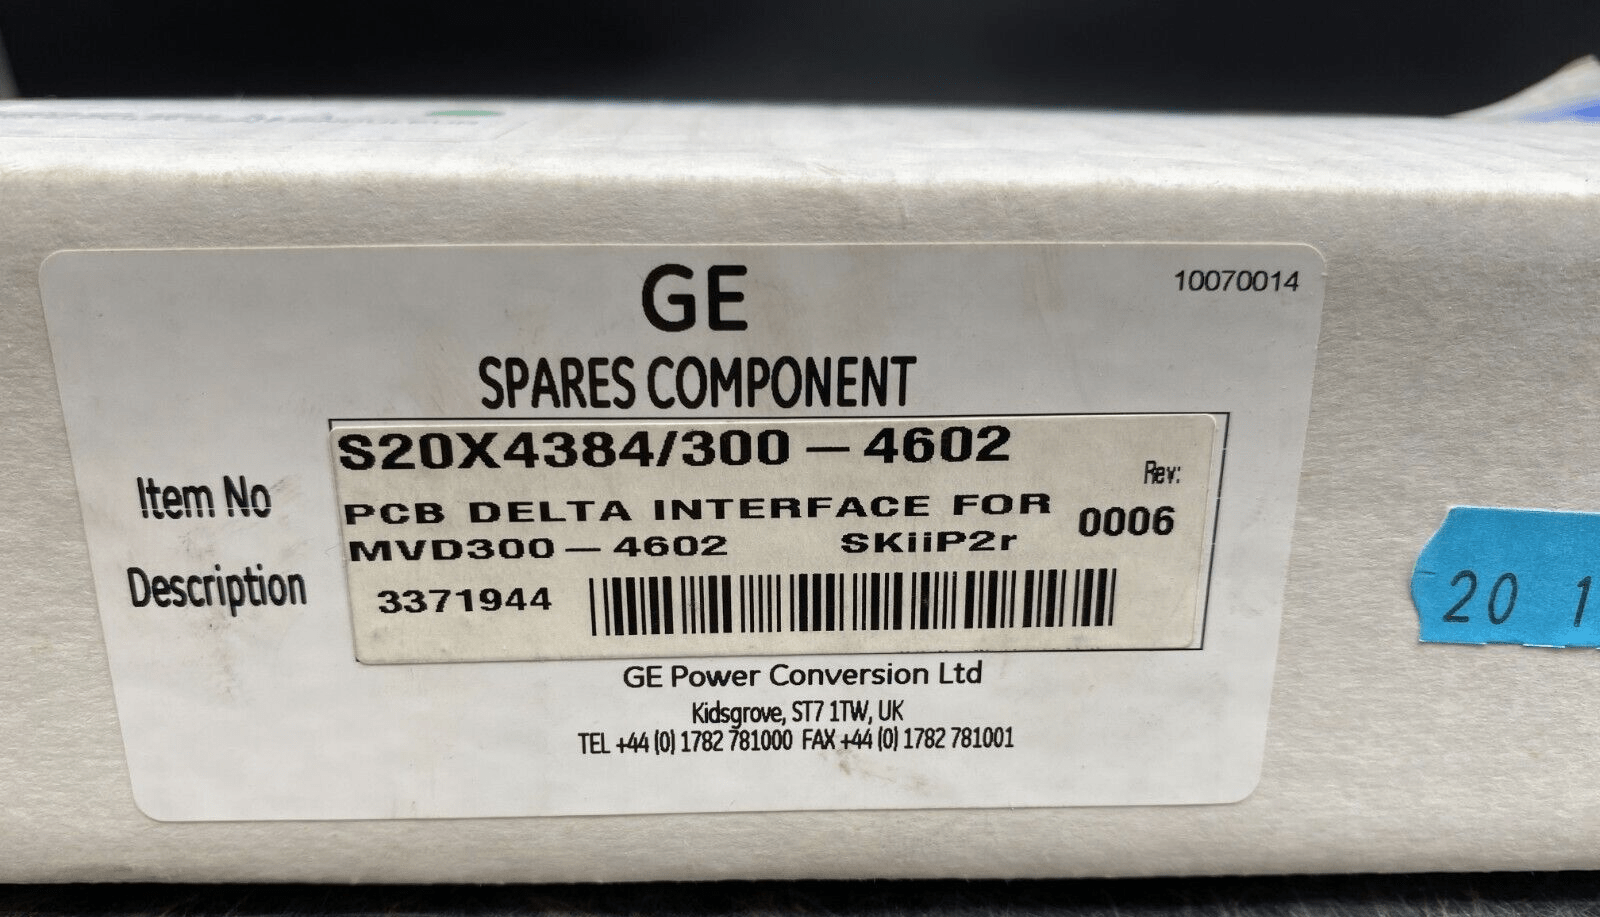 GE
10070014
SPARES COMPONENT
Item No
S20X4384/300-4602
Rev:
PCB DELTA INTERFACE FOR
0006
MVD300-4602 SKiiP2r
Description
3371944
GE Power Conversion Ltd
Kidsgrove, ST7 1TW, UK
TEL +44 (0) 1782 781000 FAX +44 (0) 1782 781001
20 1